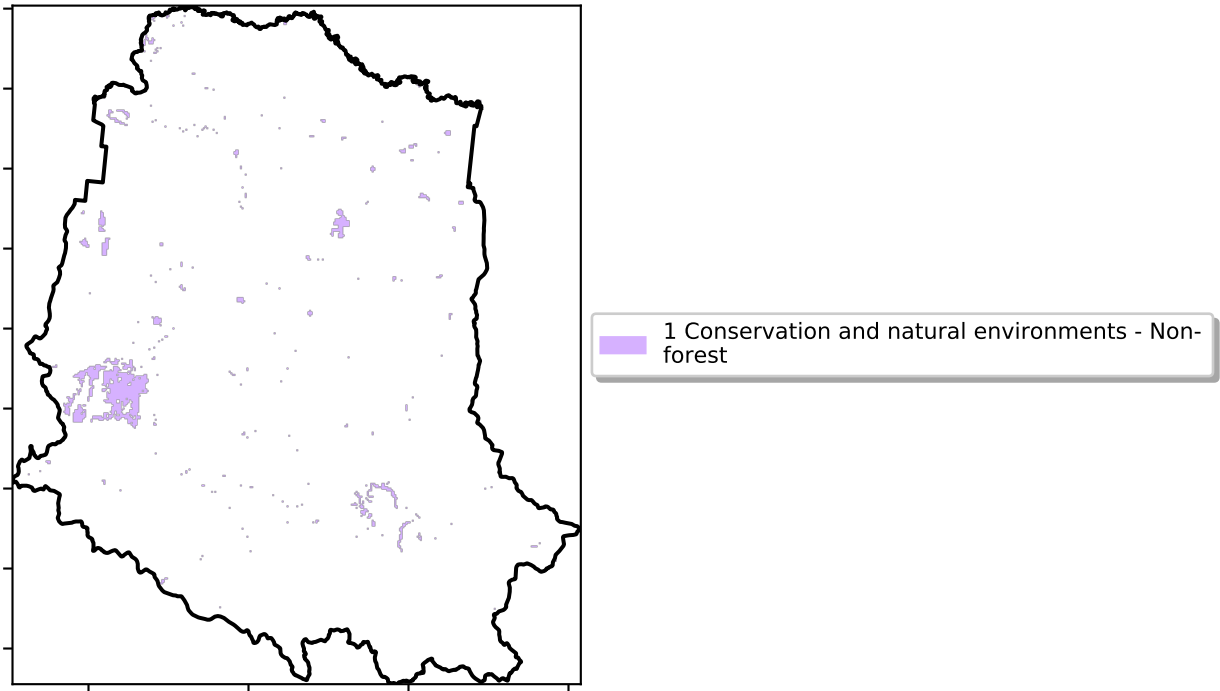 1 Conservation and natural environments - Non-
forest